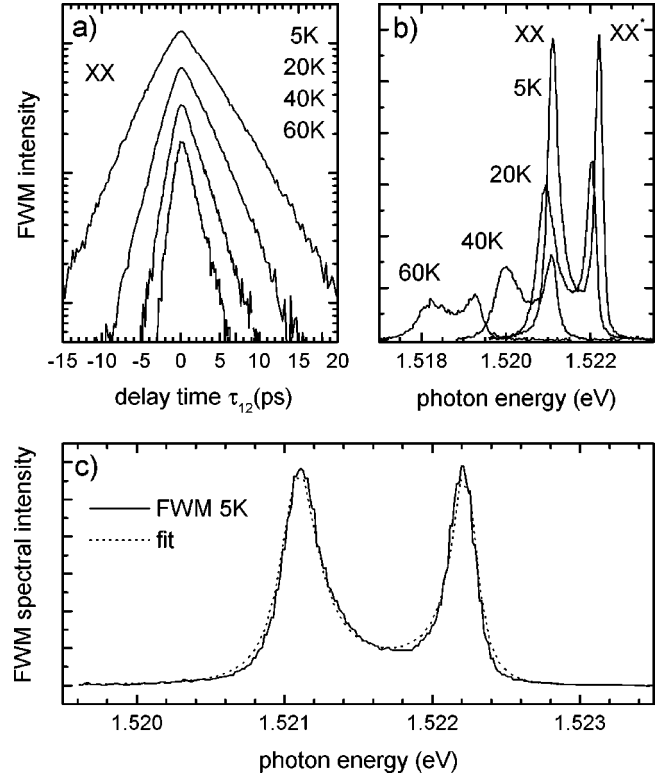 a)
XX
5K
20K
40K
60K
FWM intensity
-15 -10 -5 0 5 10 15 20
delay time τ12(ps)
b)
XX
XX*
5K
20K
40K
60K
1.518 1.520 1.522
photon energy (eV)
c)
FWM 5K
fit
FWM spectral intensity
1.520 1.521 1.522 1.523
photon energy (eV)